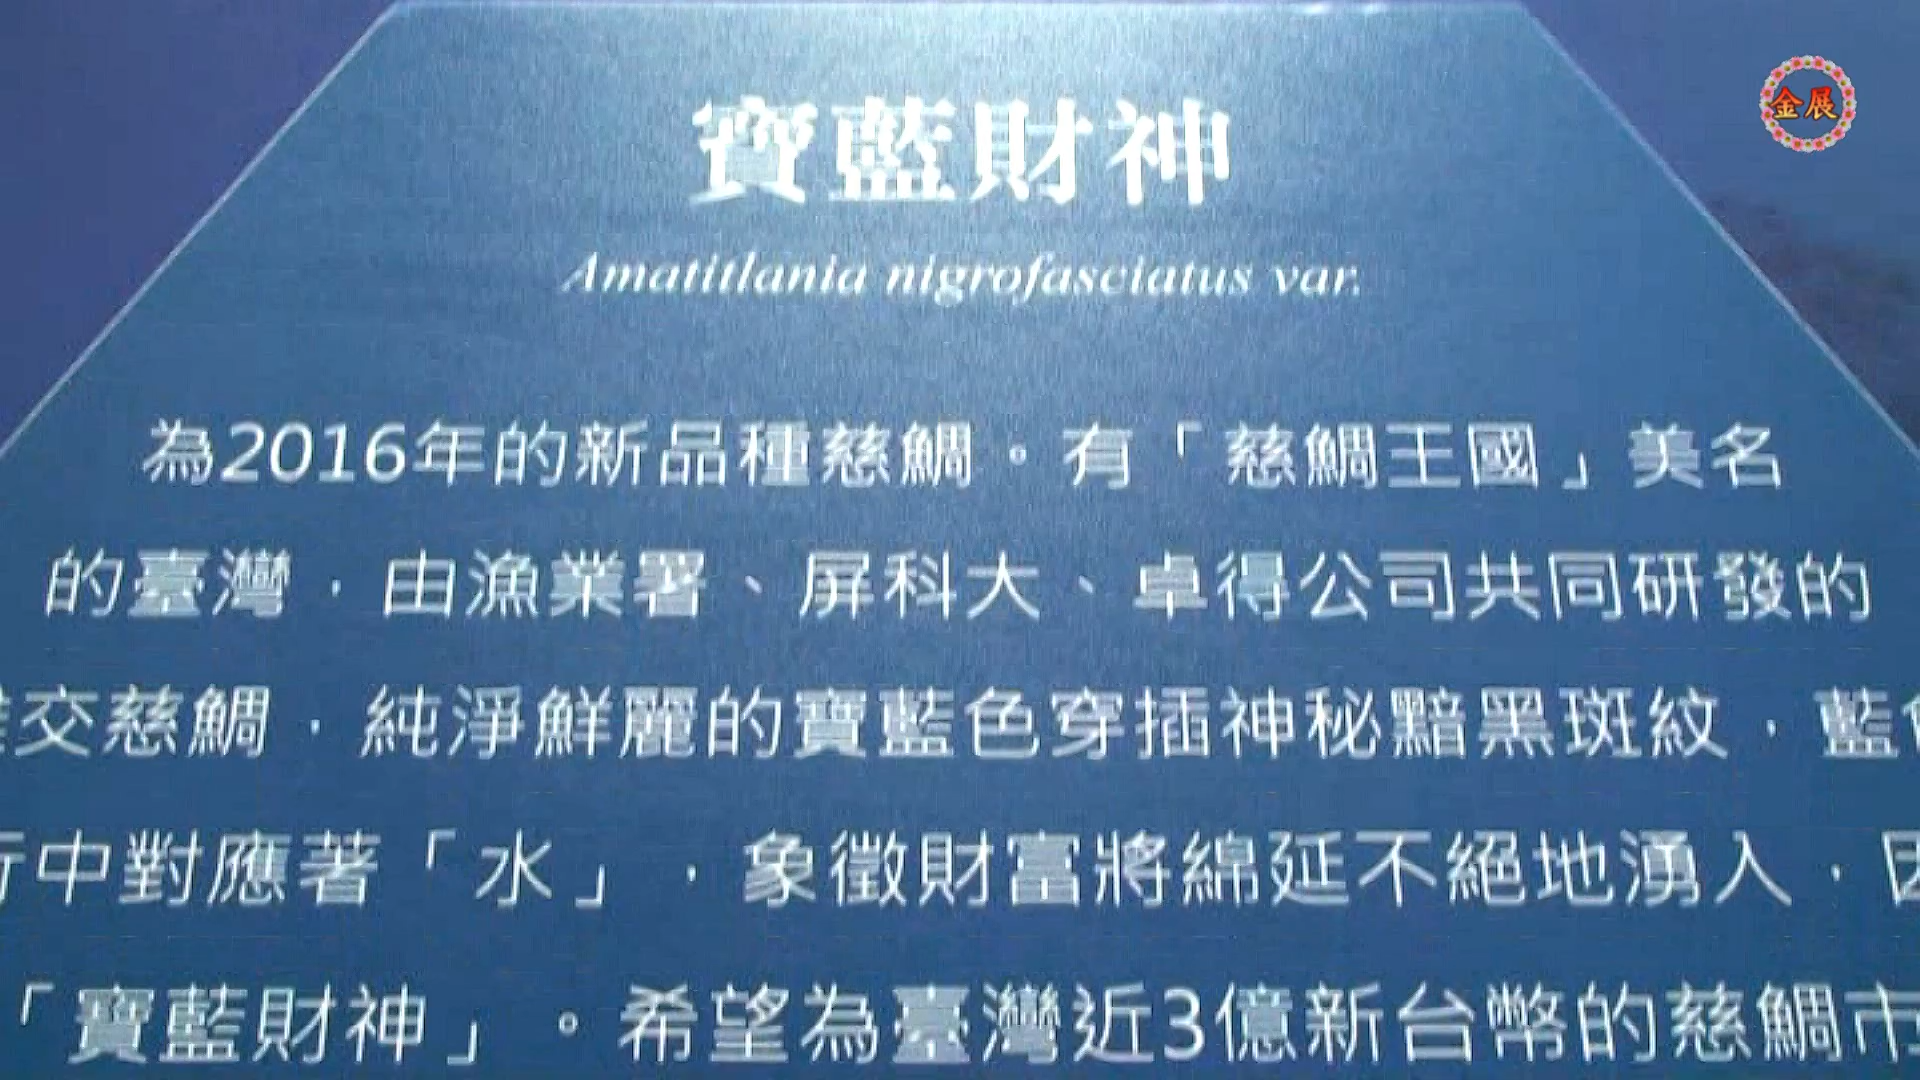 金展
寶藍財神
Amatitlania nigrofasciatus var.
為2016年的新品種慈鯛。有「慈鯛王國」美名
的臺灣，由漁業署、屏科大、卓得公司共同研發的
交慈鯛，純淨鮮麗的寶藍色穿插神秘黯黑斑紋，藍
中對應著「水」，象徵財富將綿延不絕地湧入，因
「寶藍財神」。希望為臺灣近3億新台幣的慈鯛市